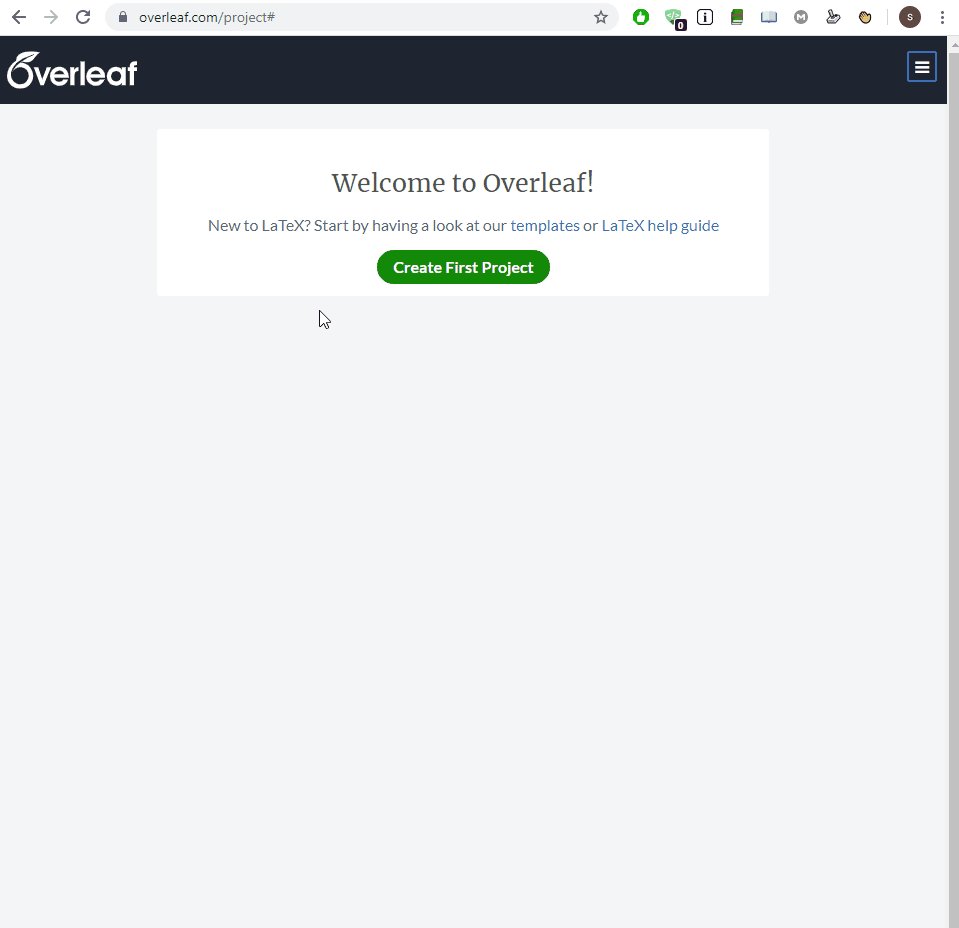 overleaf.com/project#
0
i
M
S
Overleaf
Welcome to Overleaf!
New to LaTeX? Start by having a look at our templates or LaTeX help guide
Create First Project